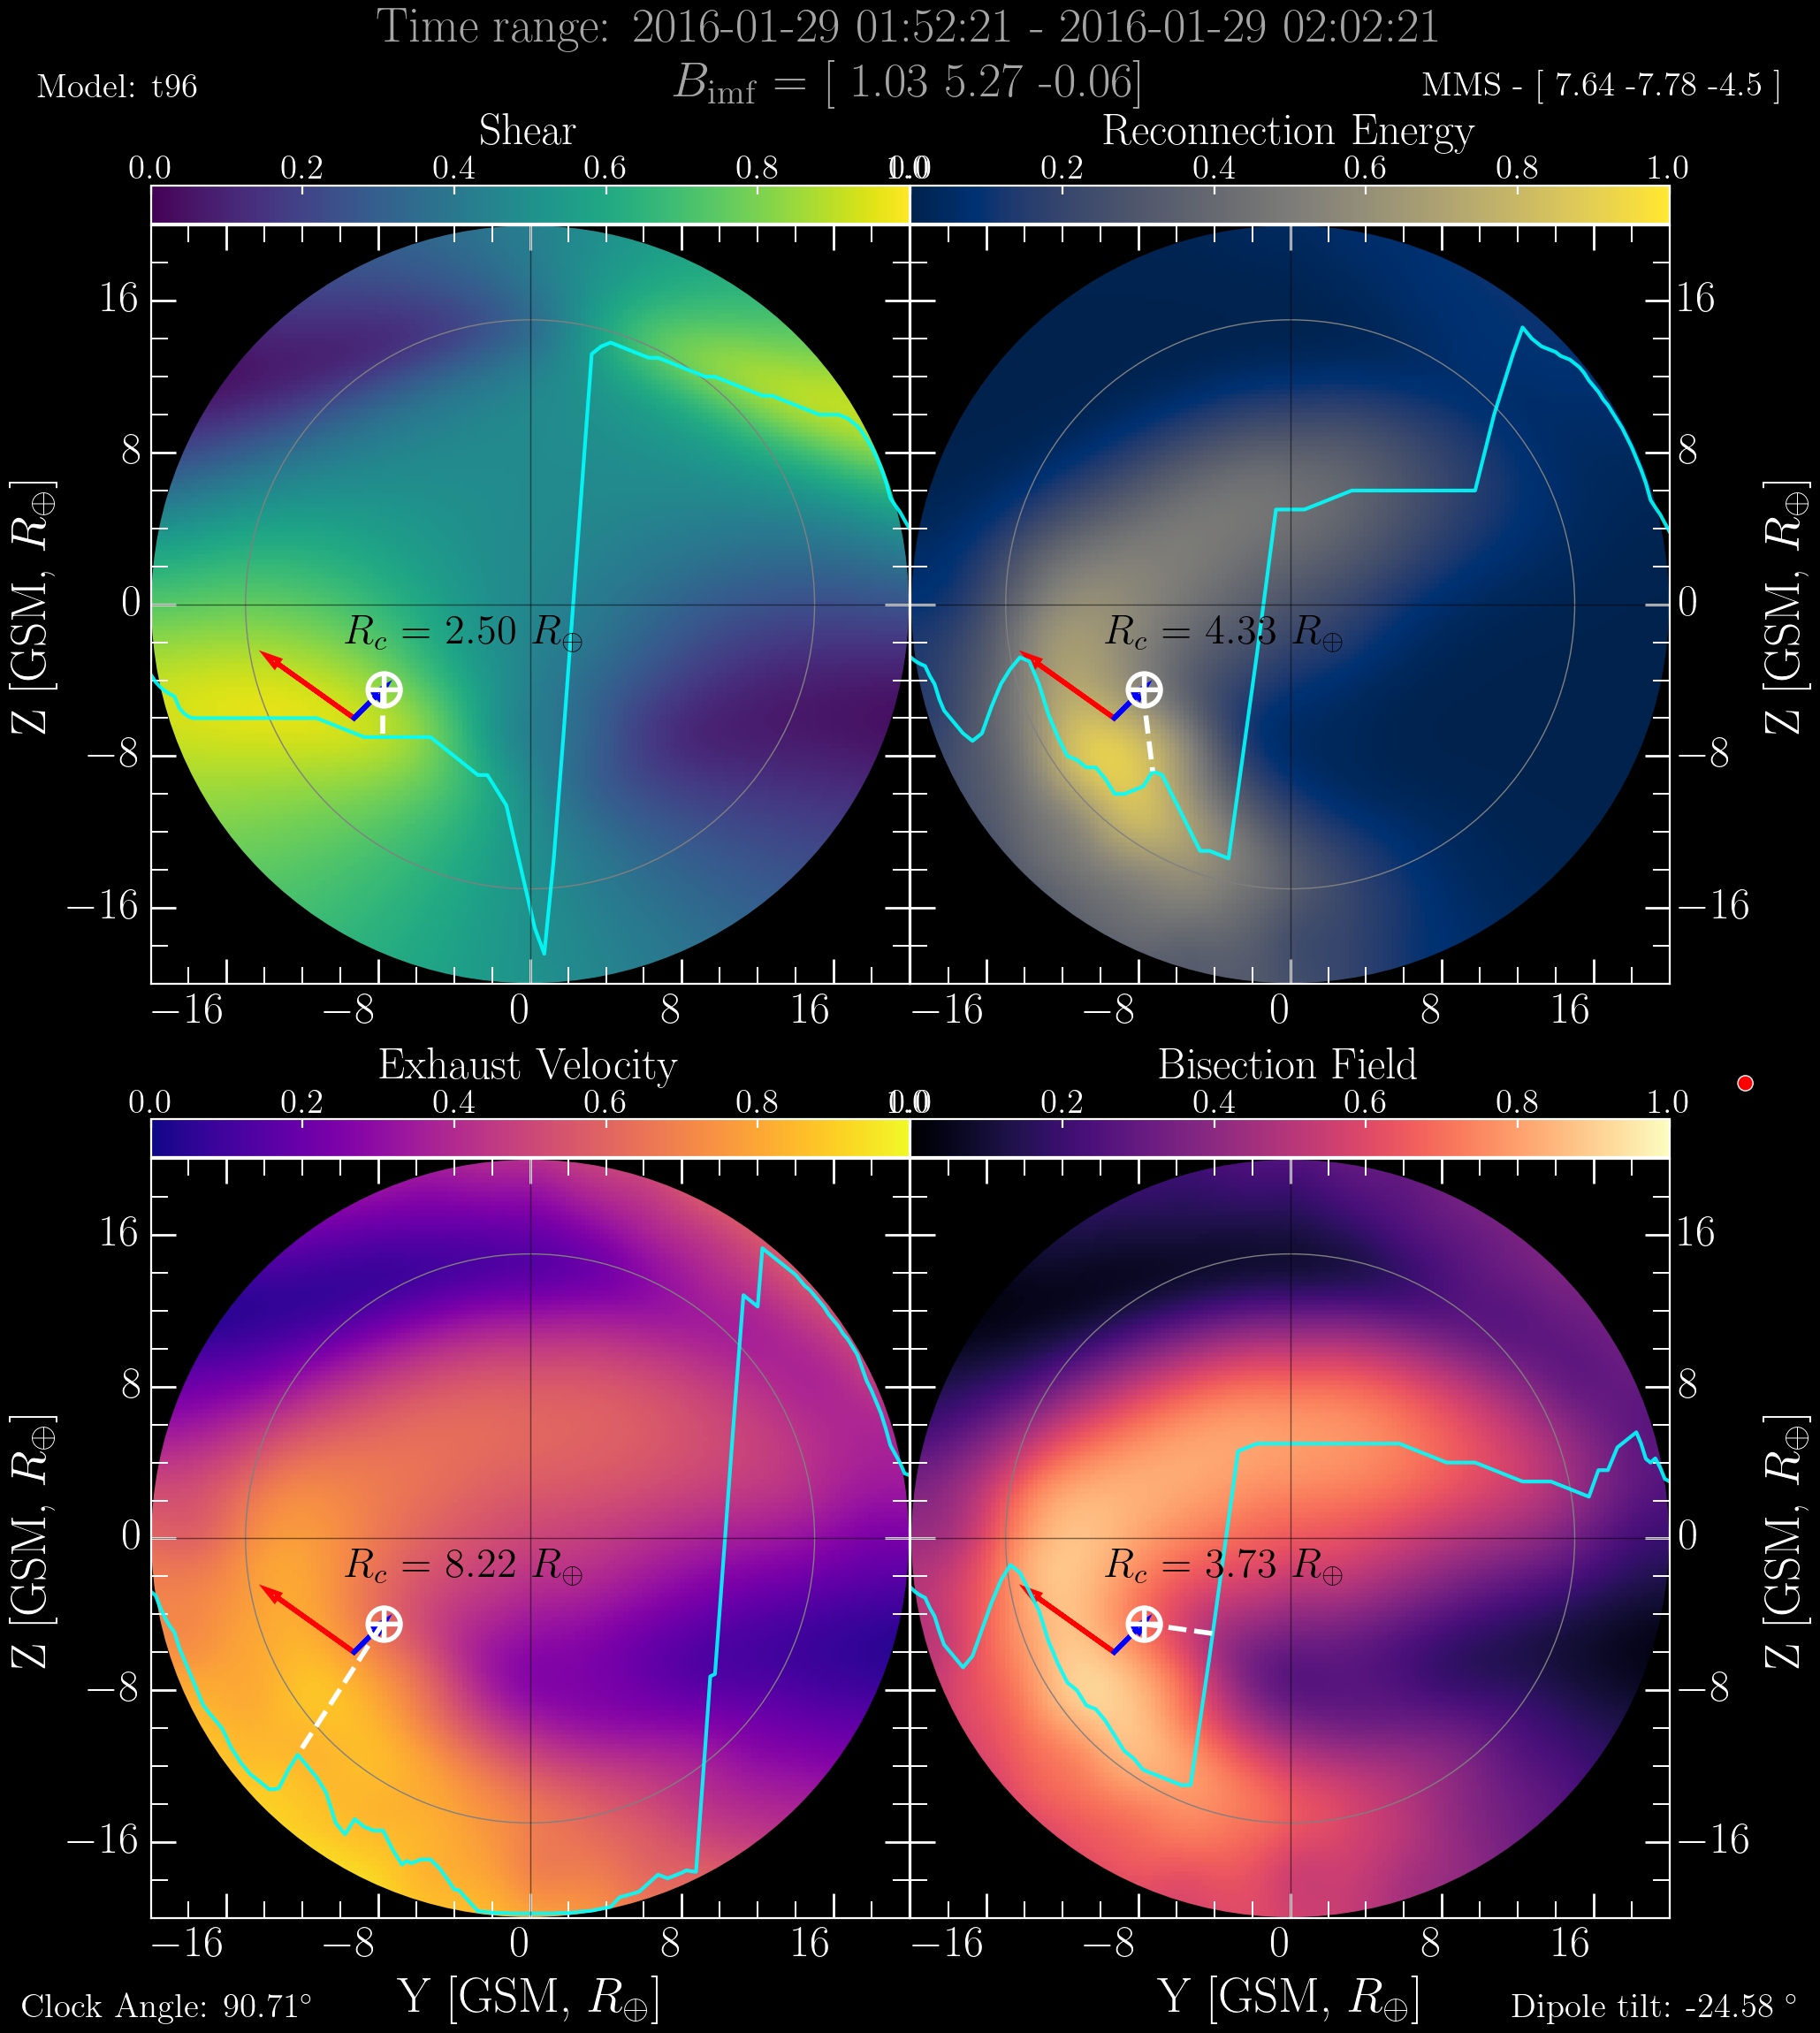 Time range: 2016-01-29 01:52:21 - 2016-01-29 02:02:21
Model: t96
B_imf = [ 1.03 5.27 -0.06]
MMS - [ 7.64 -7.78 -4.5 ]
Shear
Reconnection Energy
0.0 0.2 0.4 0.6 0.8 1.0
0.0 0.2 0.4 0.6 0.8 1.0
16
8
0
−8
−16
Z [GSM, R⊕]
R_c = 2.50 R⊕
R_c = 4.33 R⊕
16
8
0
−8
−16
Z [GSM, R⊕]
−16 −8 0 8 16
−16 −8 0 8 16
Exhaust Velocity
Bisection Field
0.0 0.2 0.4 0.6 0.8 1.0
0.0 0.2 0.4 0.6 0.8 1.0
16
8
0
−8
−16
Z [GSM, R⊕]
R_c = 8.22 R⊕
R_c = 3.73 R⊕
16
8
0
−8
−16
Z [GSM, R⊕]
−16 −8 0 8 16
−16 −8 0 8 16
Y [GSM, R⊕]
Y [GSM, R⊕]
Clock Angle: 90.71°
Dipole tilt: -24.58 °